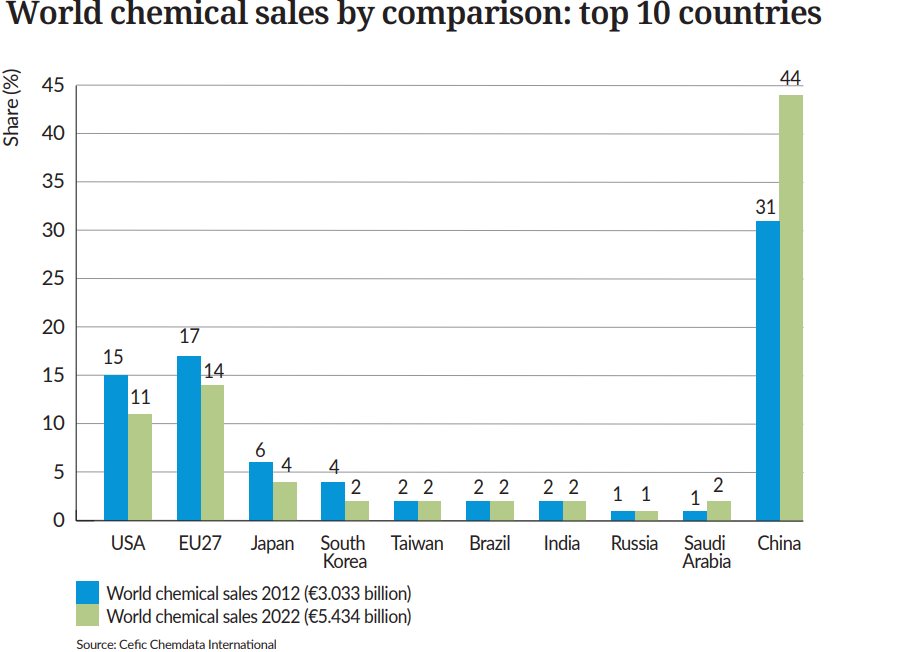 World chemical sales by comparison: top 10 countries
Share (%)
45
40
35
30
25
20
15
10
5
0
15
11
17
14
6
4
4
2
2
2
2
2
2
2
1
1
1
2
31
44
USA
EU27
Japan
South
Korea
Taiwan
Brazil
India
Russia
Saudi
Arabia
China
World chemical sales 2012 (€3.033 billion)
World chemical sales 2022 (€5.434 billion)
Source: Cefic Chemdata International